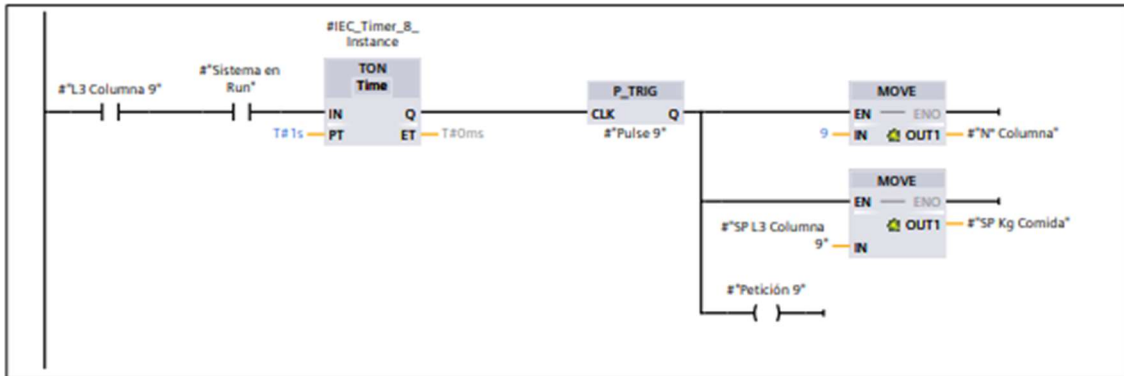 #IEC_Timer_8_
Instance
TON
Time
#"L3 Columna 9"
#"Sistema en
Run"
IN
Q
T#1s
PT
ET
T#0ms
P_TRIG
CLK
Q
#"Pulse 9"
MOVE
EN
ENO
9
IN
OUT1
#"N° Columna"
MOVE
EN
ENO
OUT1
#"SP Kg Comida"
#"SP L3 Columna
9"
IN
#"Petición 9"